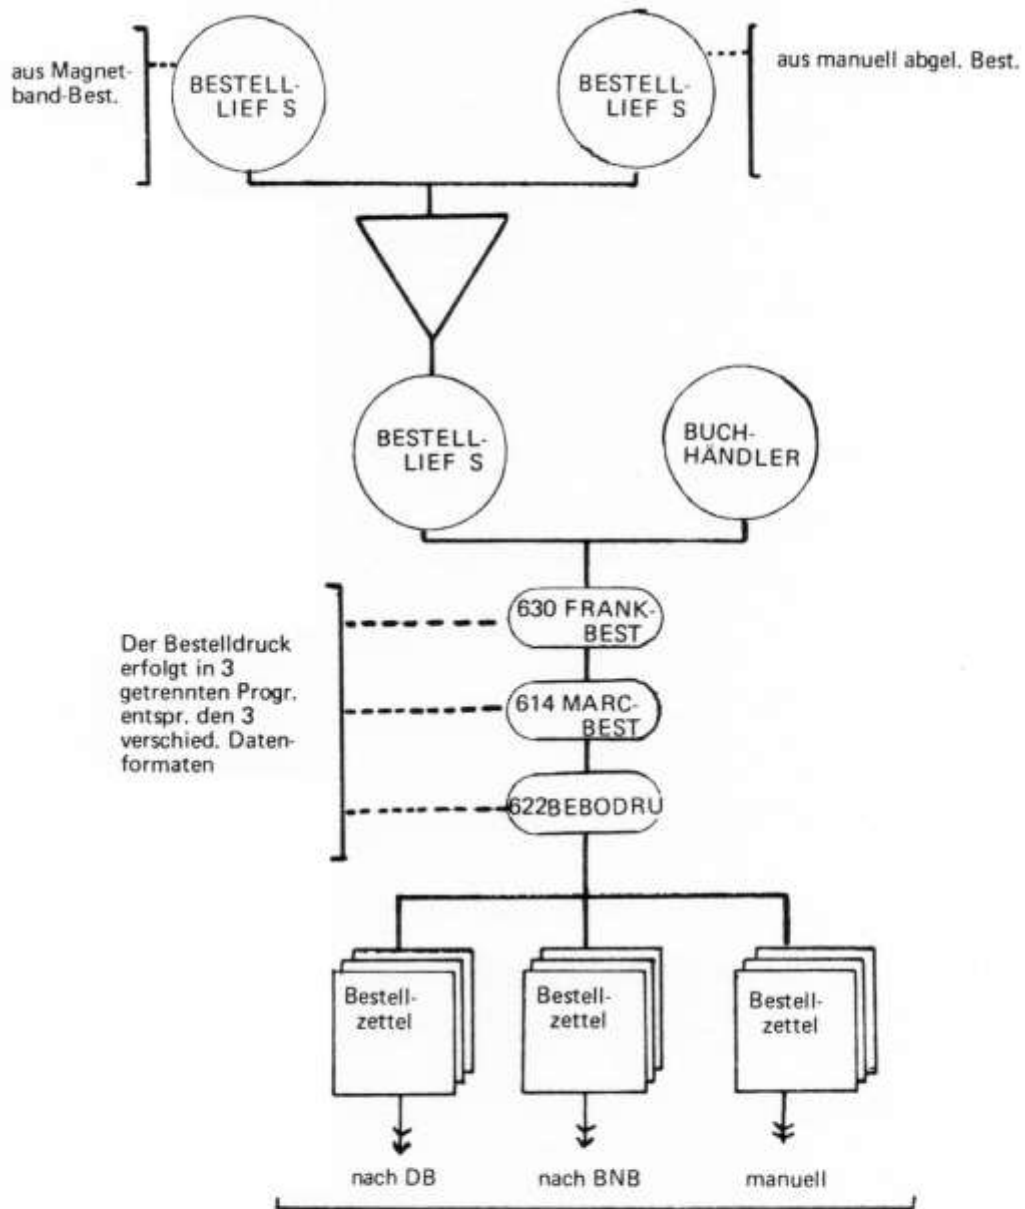 aus Magnet-
band-Best.
BESTELL-
LIEF S
BESTELL-
LIEF S
aus manuell abgel. Best.
BESTELL-
LIEF S
BUCH-
HÄNDLER
Der Bestelldruck
erfolgt in 3
getrennten Progr.
entspr. den 3
verschied. Daten-
formaten
630 FRANK-
BEST
614 MARC-
BEST
622BEBODRU
Bestell-
zettel
Bestell-
zettel
Bestell-
zettel
nach DB
nach BNB
manuell